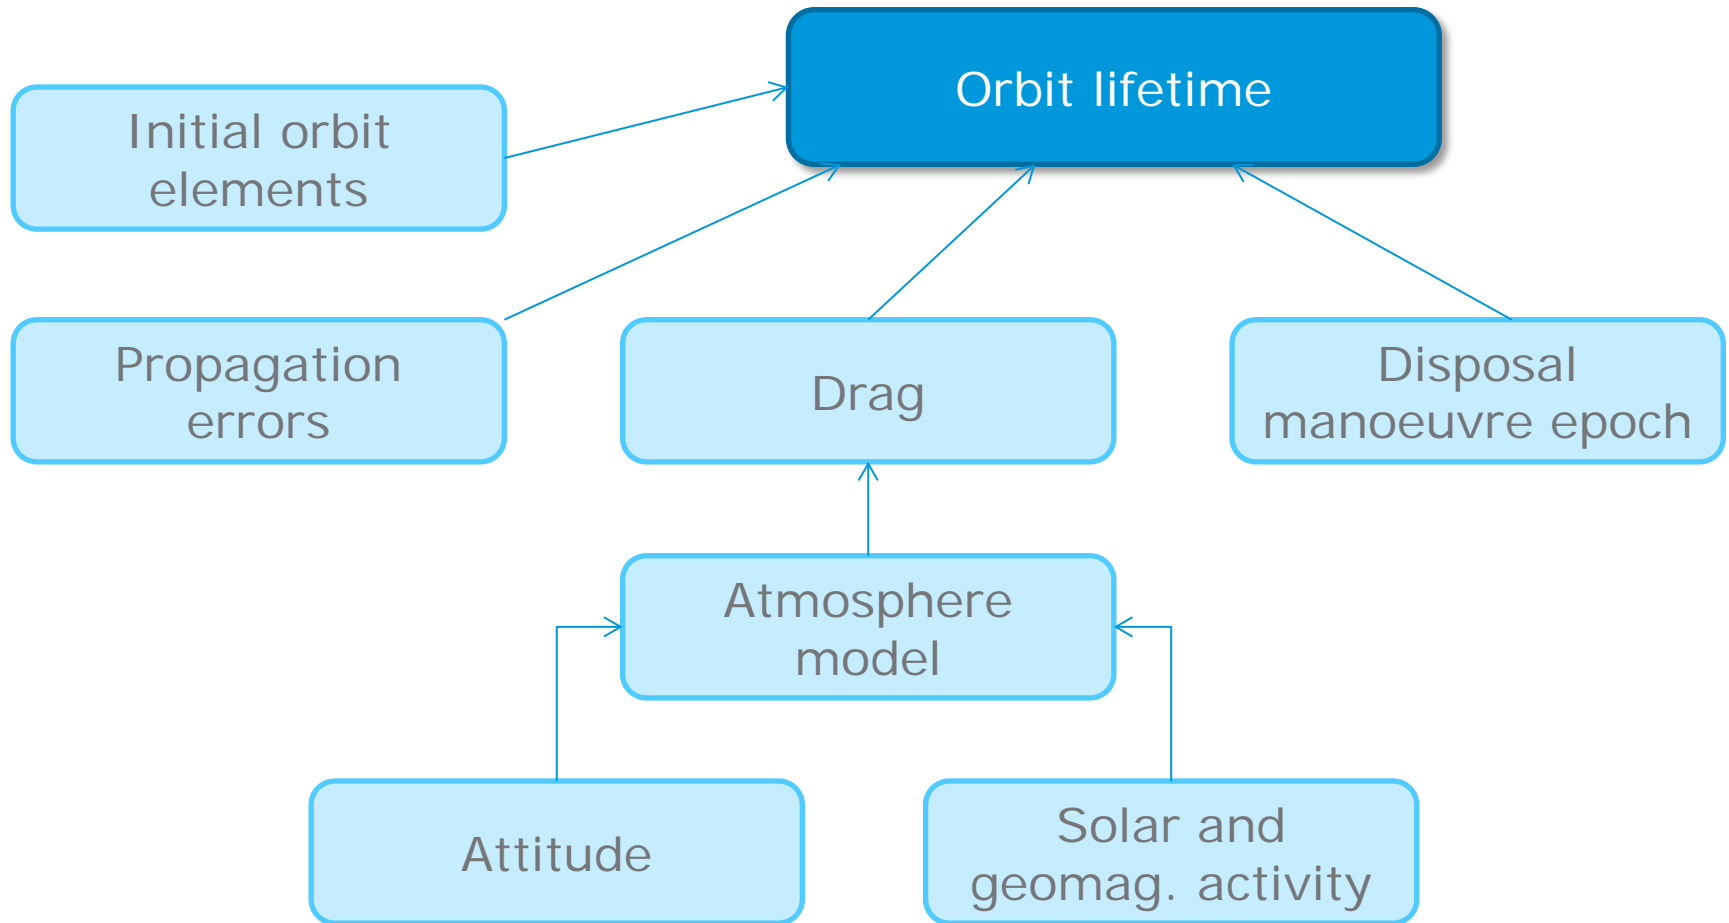 Orbit lifetime
Initial orbit
elements
Propagation
errors
Drag
Disposal
manoeuvre epoch
Atmosphere
model
Attitude
Solar and
geomag. activity